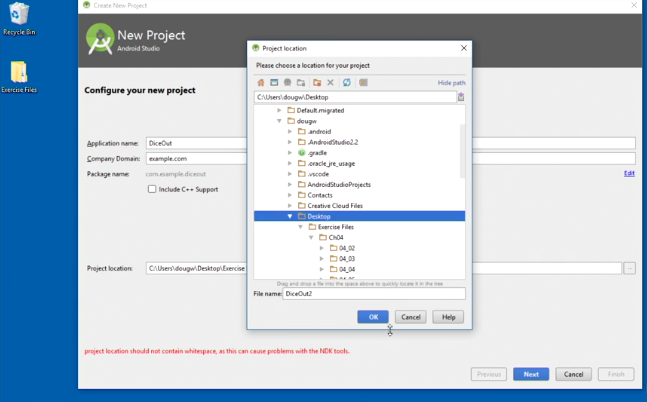 Create New Project
Recycle Bin
New Project
Android Studio
Exercise Files
Project location
Please choose a location for your project
Hide path
C:\Users\dougw\Desktop
Default.migrated
dougw
.android
.AndroidStudio2.2
.gradle
.oracle_jre_usage
.vscode
AndroidStudioProjects
Contacts
Creative Cloud Files
Desktop
Exercise Files
Ch04
04_02
04_03
04_04
Drag and drop a file into the space above to quickly locate it in the tree
File name: DiceOut2
OK Cancel Help
Configure your new project
Application name: DiceOut
Company Domain: example.com
Package name: com.example.diceout Edit
Include C++ Support
Project location: C:\Users\dougw\Desktop\Exercise
project location should not contain whitespace, as this can cause problems with the NDK tools.
Previous Next Cancel Finish